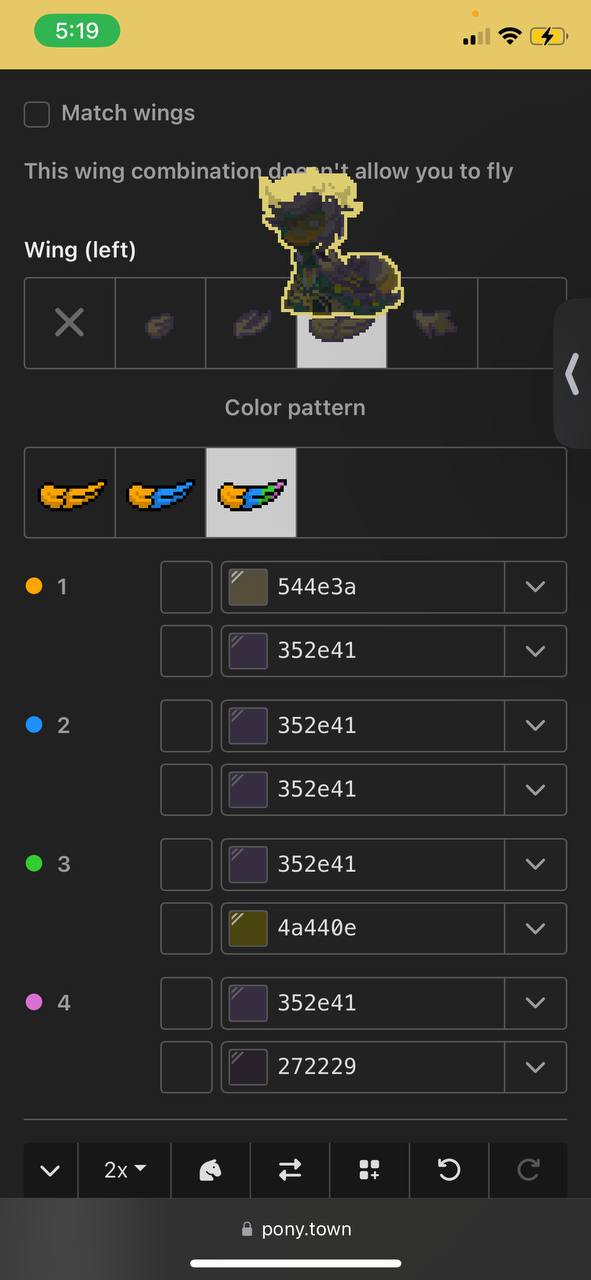 5:19
Match wings
This wing combination doesn't allow you to fly
Wing (left)
Color pattern
1 544e3a
352e41
2 352e41
352e41
3 352e41
4a440e
4 352e41
272229
2x
pony.town